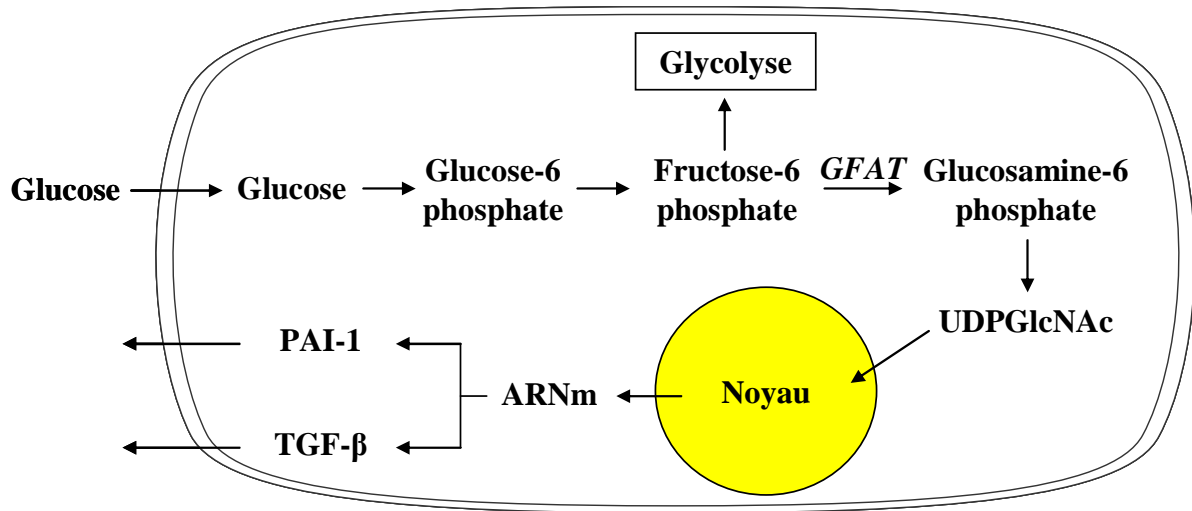 Glycolyse
Glucose
Glucose
Glucose-6
phosphate
Fructose-6
phosphate
GFAT
Glucosamine-6
phosphate
UDPGlcNAc
PAI-1
ARNm
Noyau
TGF-β